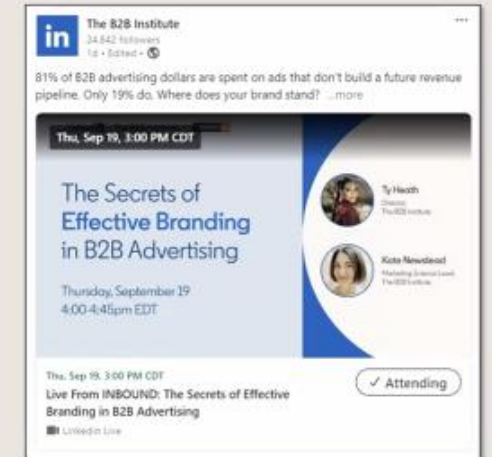 in
The B2B Institute
24,842 followers
1d • Edited •
81% of B2B advertising dollars are spent on ads that don't build a future revenue
pipeline. Only 19% do. Where does your brand stand? ...more
Thu, Sep 19, 3:00 PM CDT
The Secrets of
Effective Branding
in B2B Advertising
Thursday, September 19
4:00-4:45pm EDT
Ty Heath
Director,
The B2B Institute
Kate Newstead
Marketing Science Lead,
The B2B Institute
Thu, Sep 19, 3:00 PM CDT
Live From INBOUND: The Secrets of Effective
Branding in B2B Advertising
LinkedIn Live
✓ Attending